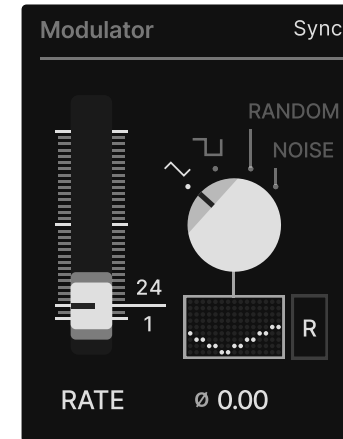 Modulator Sync
RANDOM
NOISE
24
1
R
RATE ø 0.00